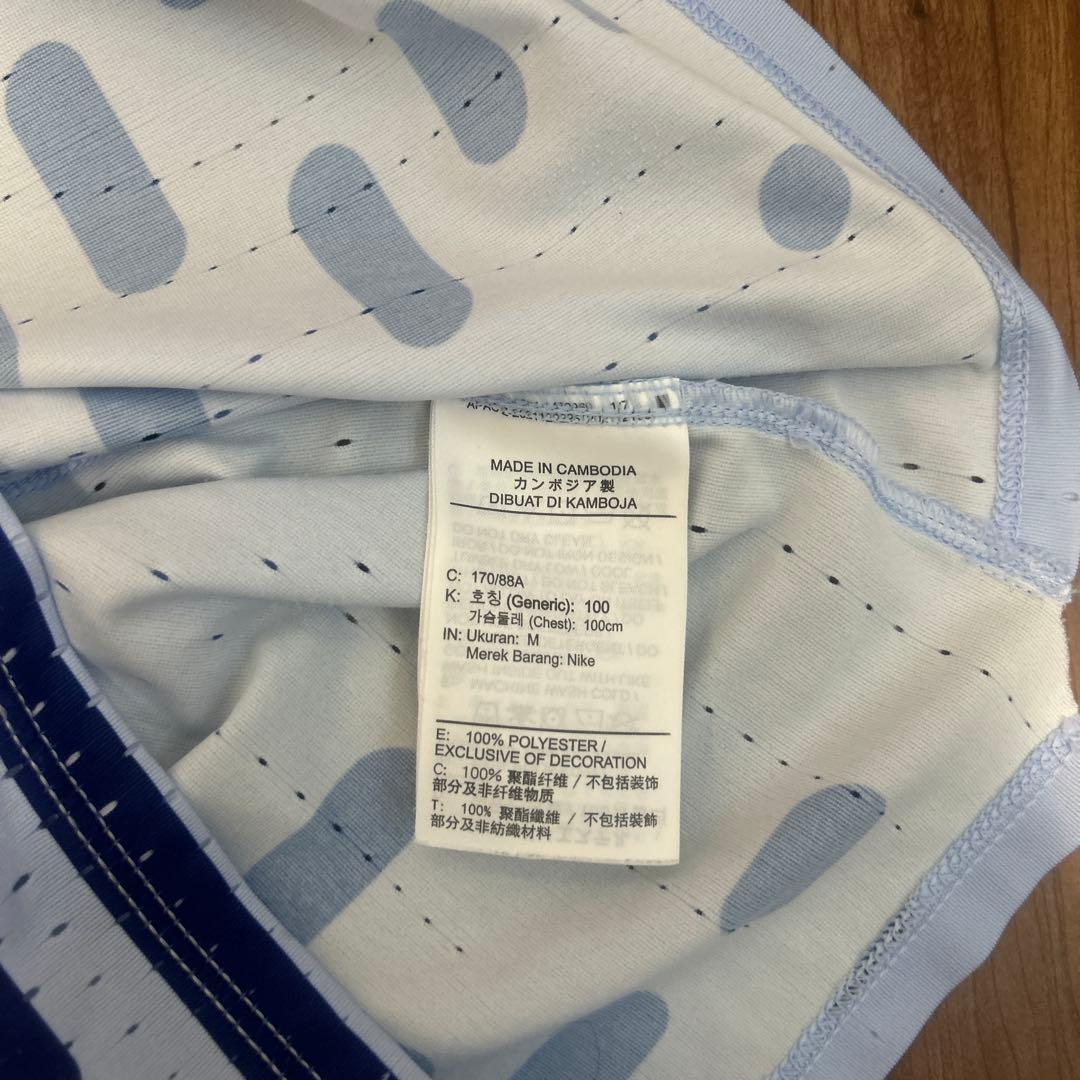 MADE IN CAMBODIA
カンボジア製
DIBUAT DI KAMBOJA
C: 170/88A
K: 호칭 (Generic): 100
가슴둘레 (Chest): 100cm
IN: Ukuran: M
Merek Barang: Nike
E: 100% POLYESTER /
EXCLUSIVE OF DECORATION
C: 100% 聚酯纤维 / 不包括装饰
部分及非纤维物质
T: 100% 聚酯纖維 / 不包括裝飾
部分及非紡織材料